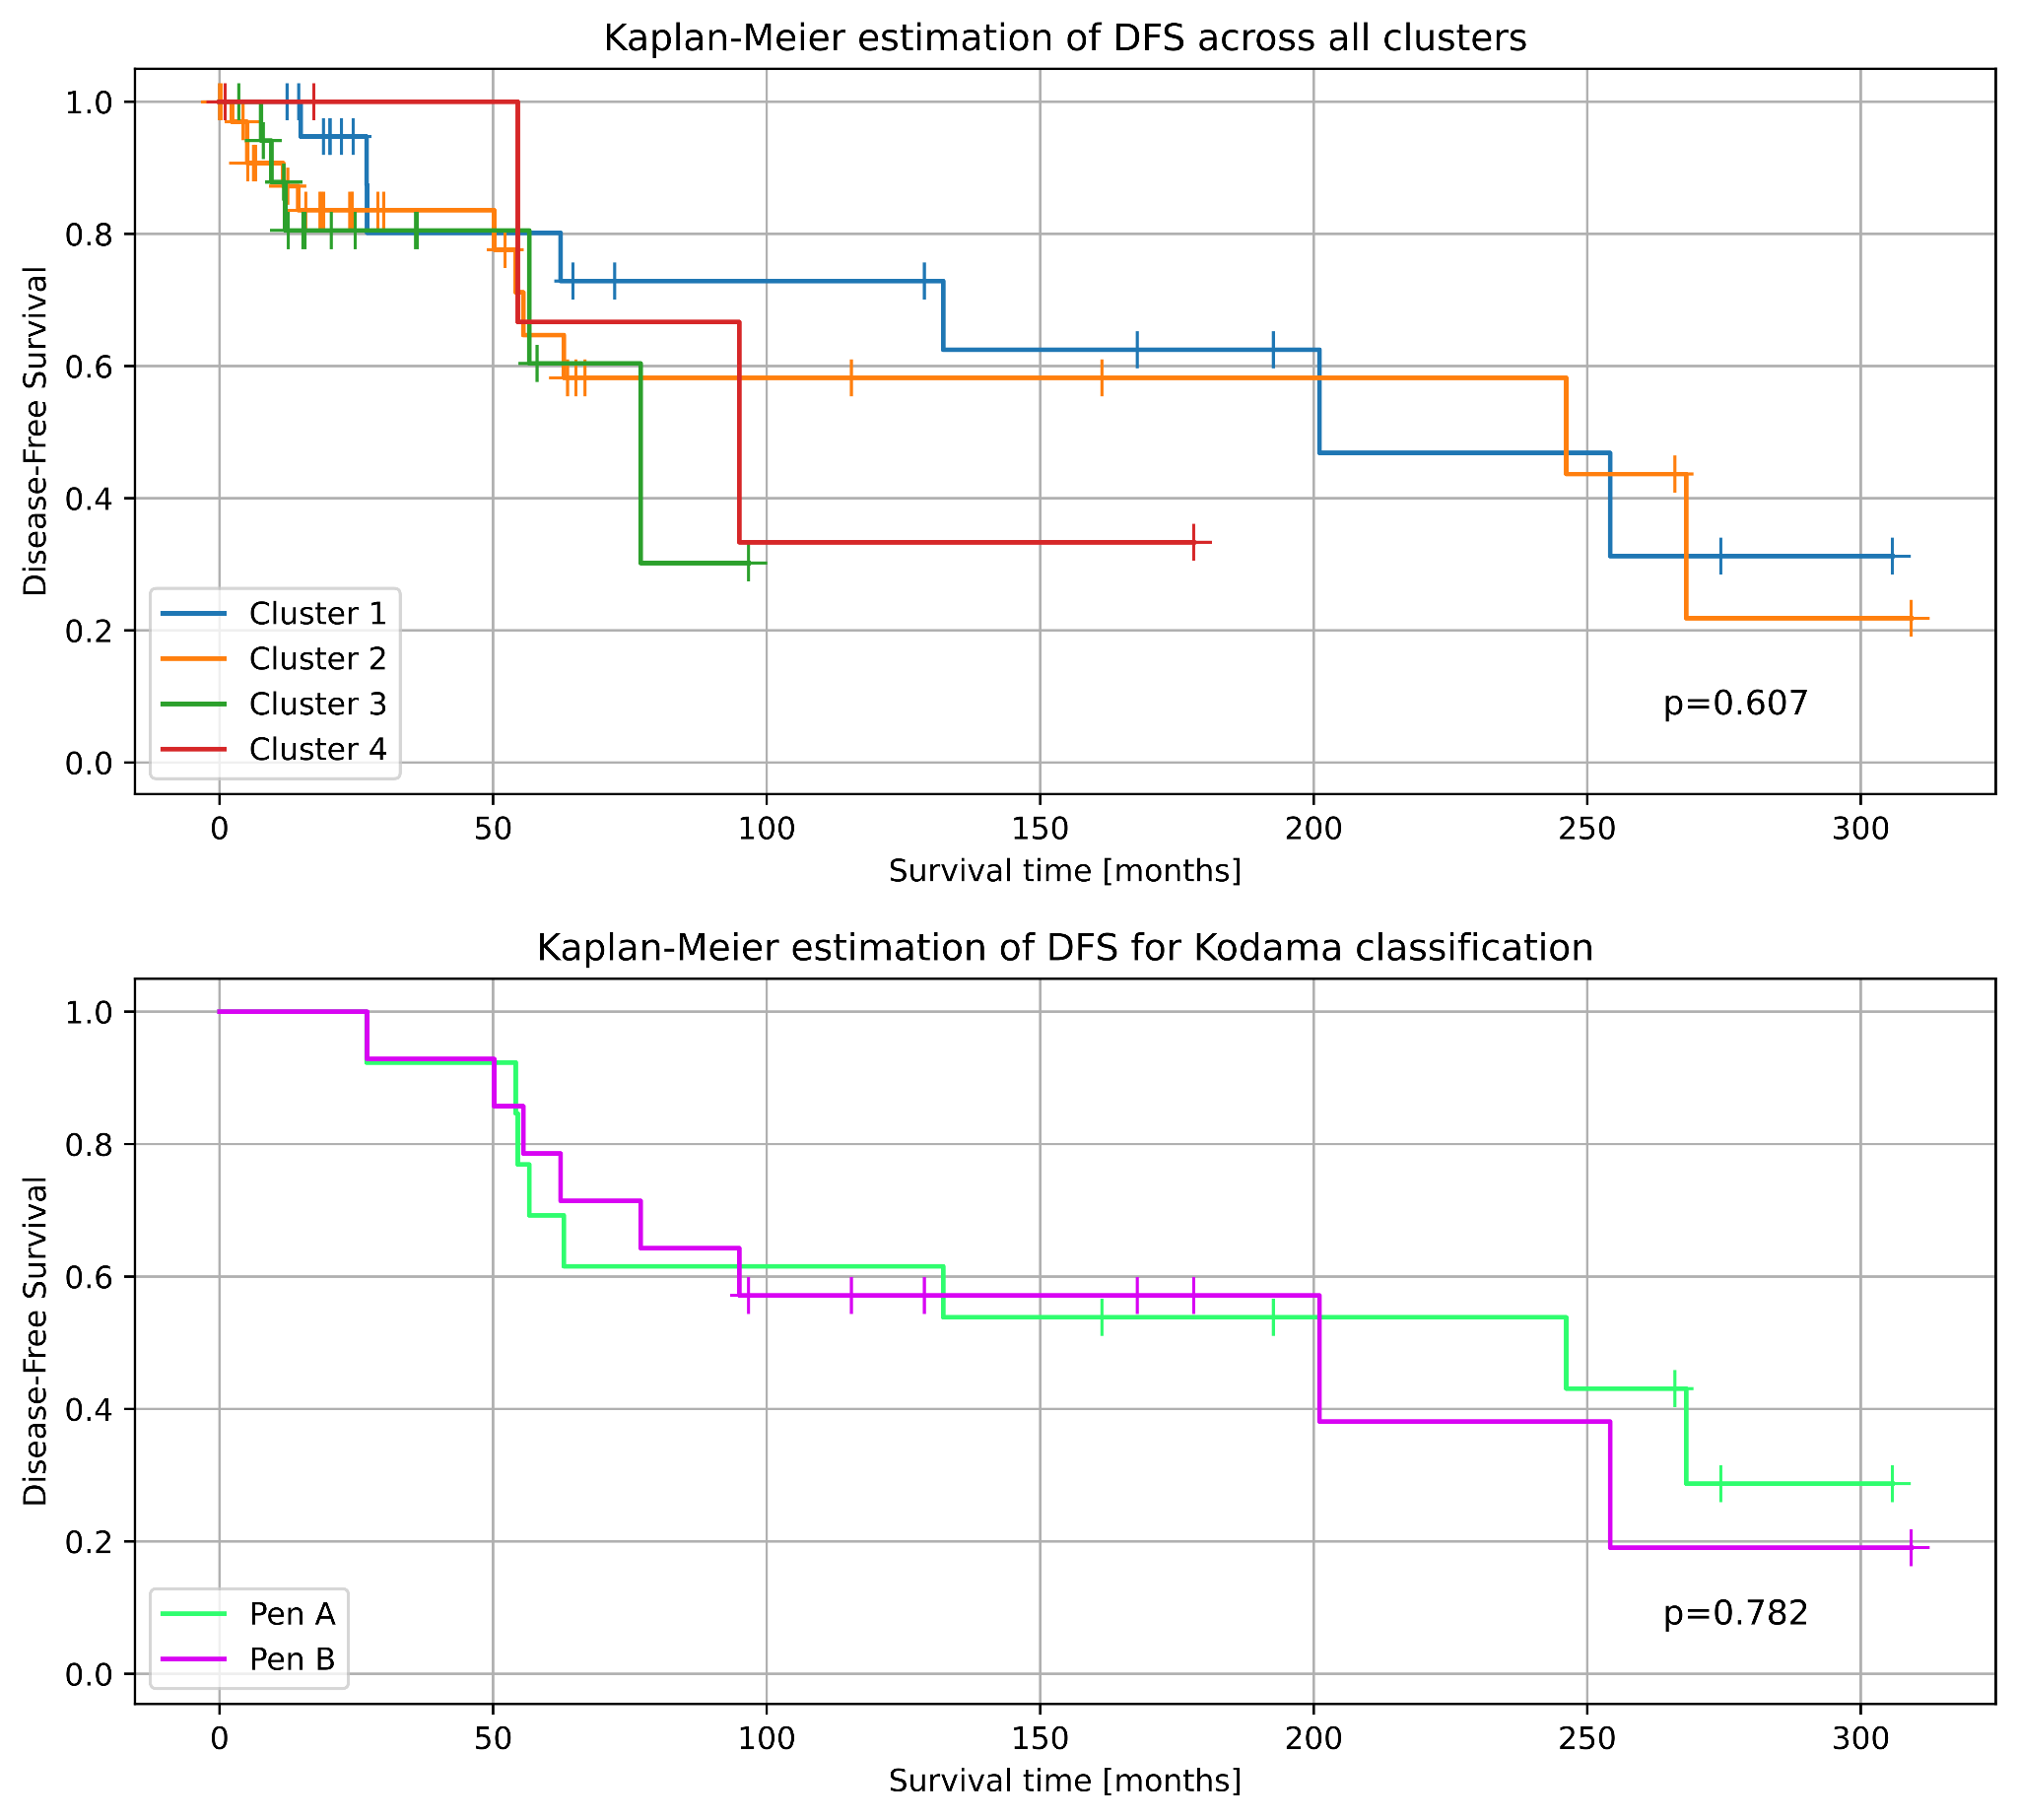 Kaplan-Meier estimation of DFS across all clusters
Disease-Free Survival
1.0
0.8
0.6
0.4
0.2
0.0
Cluster 1
Cluster 2
Cluster 3
Cluster 4
p=0.607
0 50 100 150 200 250 300
Survival time [months]
Kaplan-Meier estimation of DFS for Kodama classification
Disease-Free Survival
1.0
0.8
0.6
0.4
0.2
0.0
Pen A
Pen B
p=0.782
0 50 100 150 200 250 300
Survival time [months]